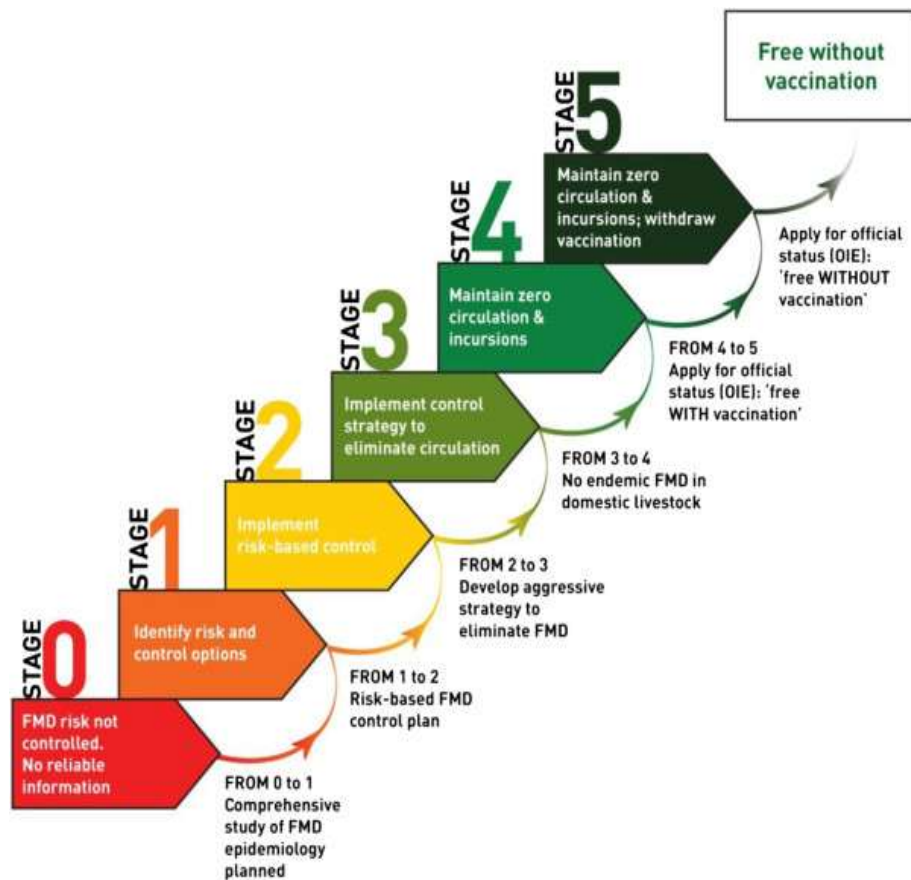 Free without
vaccination
STAGE 5
Maintain zero
circulation &
incursions; withdraw
vaccination
Apply for official
status (OIE):
'free WITHOUT
vaccination'
STAGE 4
Maintain zero
circulation &
incursions
FROM 4 to 5
Apply for official
status (OIE): 'free
WITH vaccination'
STAGE 3
Implement control
strategy to
eliminate circulation
FROM 3 to 4
No endemic FMD in
domestic livestock
STAGE 2
Implement
risk-based control
FROM 2 to 3
Develop aggressive
strategy to
eliminate FMD
STAGE 1
Identify risk and
control options
FROM 1 to 2
Risk-based FMD
control plan
STAGE 0
FMD risk not
controlled.
No reliable
information
FROM 0 to 1
Comprehensive
study of FMD
epidemiology
planned